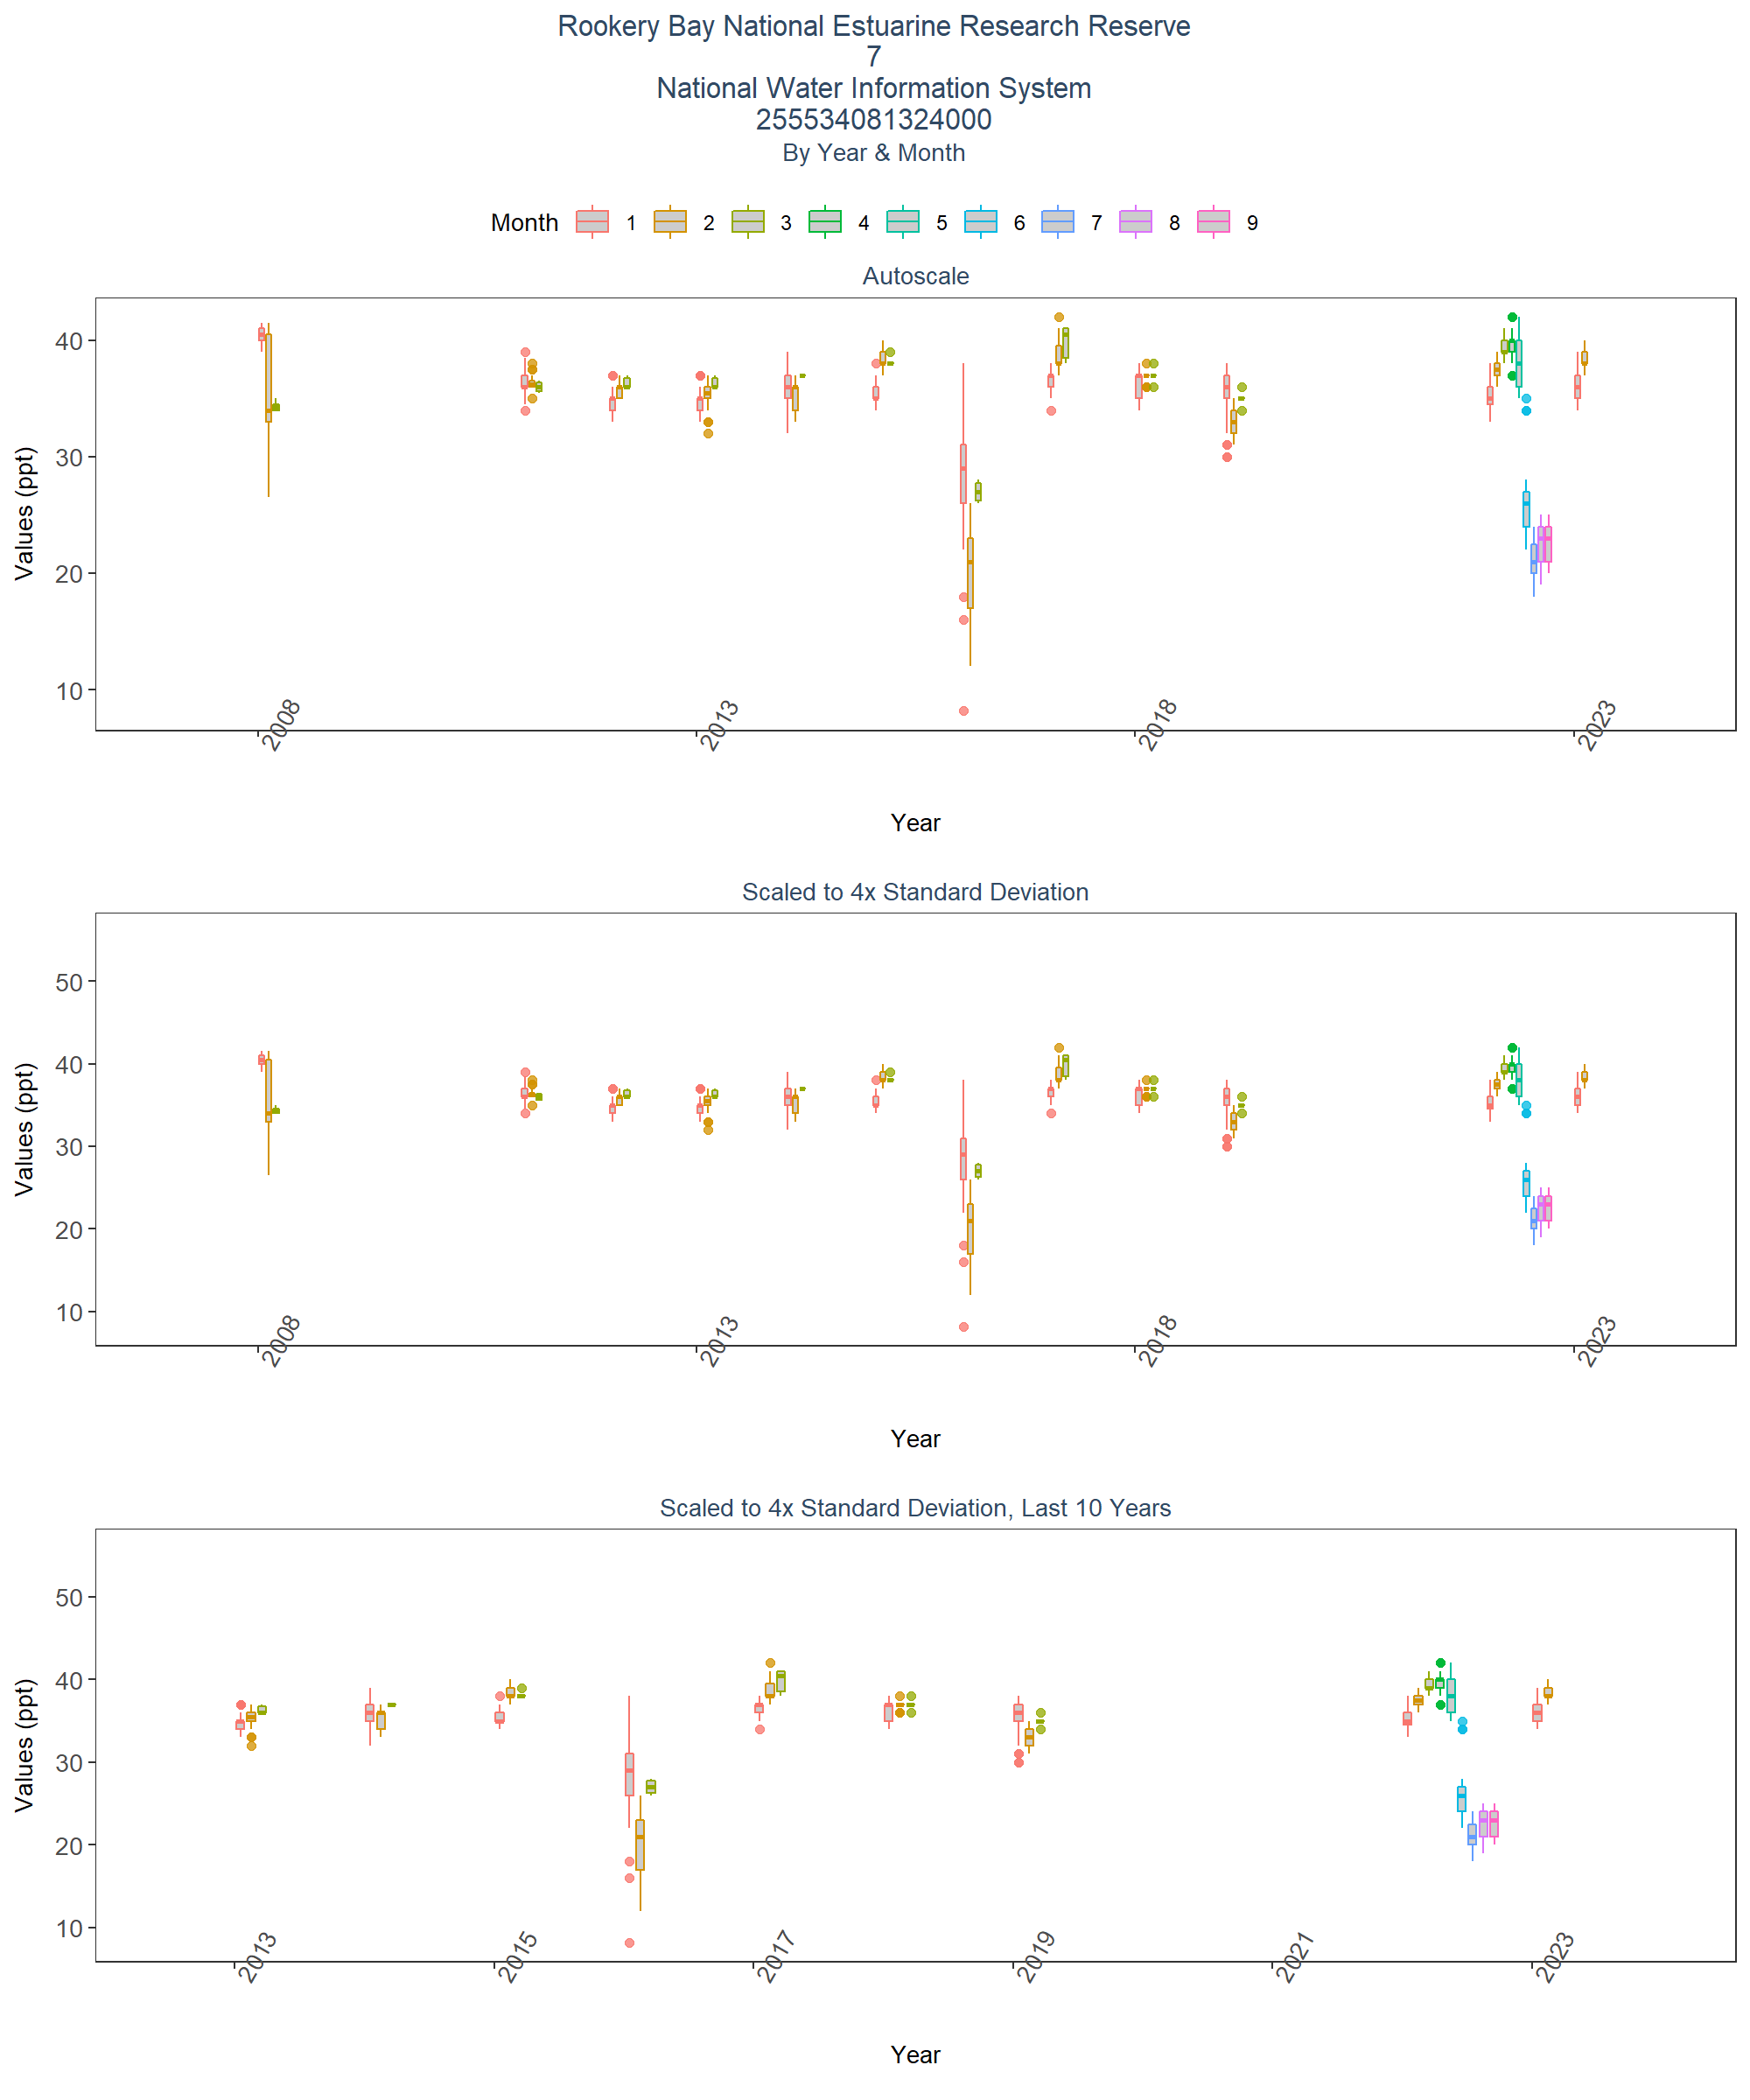 Rookery Bay National Estuarine Research Reserve
7
National Water Information System
255534081324000
By Year & Month
Month 1 2 3 4 5 6 7 8 9
Autoscale
Values (ppt)
40
30
20
10
2008 2013 2018 2023
Year
Scaled to 4x Standard Deviation
Values (ppt)
50
40
30
20
10
2008 2013 2018 2023
Year
Scaled to 4x Standard Deviation, Last 10 Years
Values (ppt)
50
40
30
20
10
2013 2015 2017 2019 2021 2023
Year